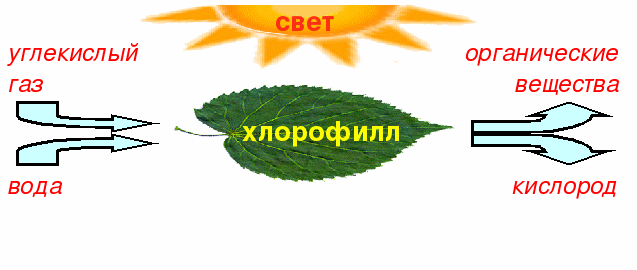 свет
углекислый
газ
хлорофилл
вода
органические
вещества
кислород